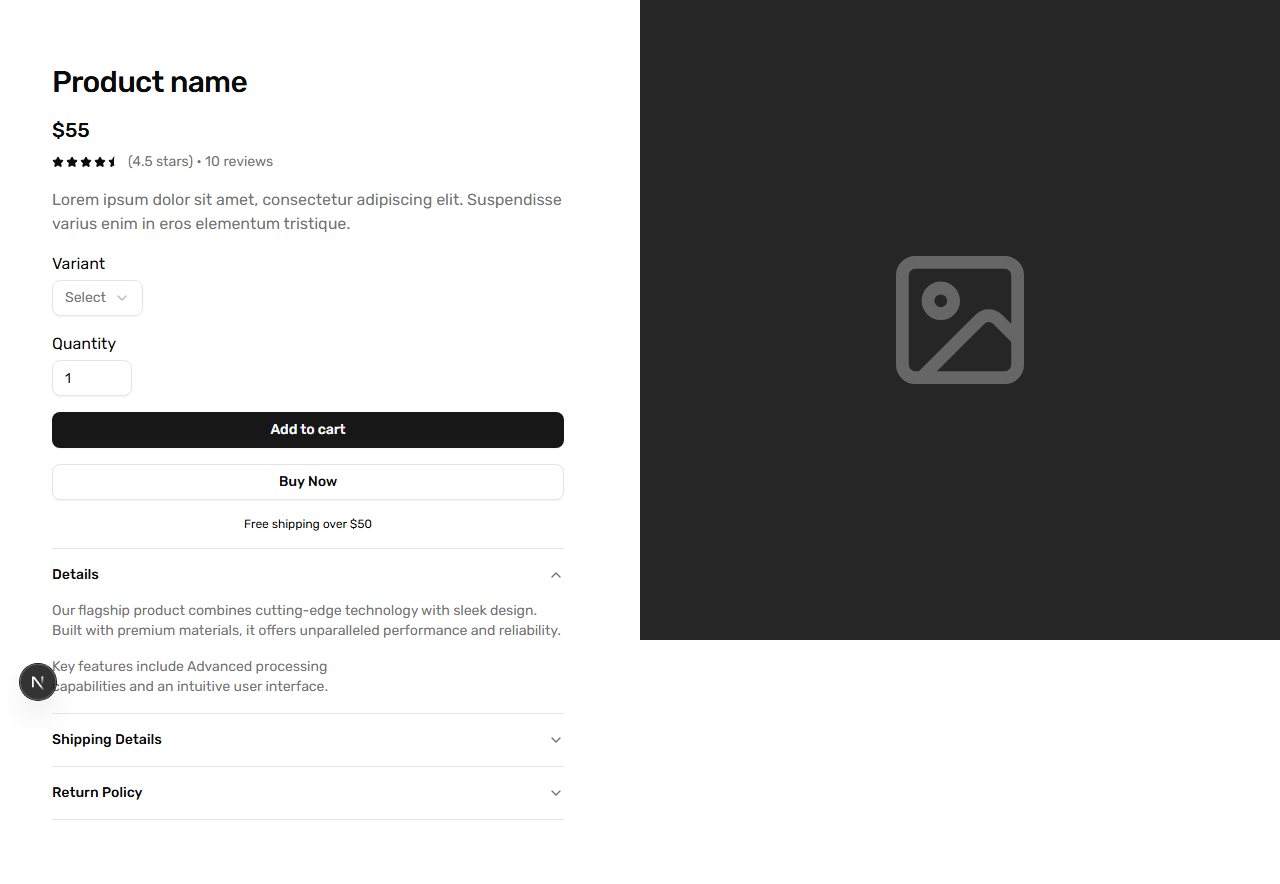 Product name
$55
(4.5 stars) • 10 reviews
Lorem ipsum dolor sit amet, consectetur adipiscing elit. Suspendisse
varius enim in eros elementum tristique.
Variant
Select
Quantity
1
Add to cart
Buy Now
Free shipping over $50
Details
Our flagship product combines cutting-edge technology with sleek design.
Built with premium materials, it offers unparalleled performance and reliability.
Key features include Advanced processing
capabilities and an intuitive user interface.
N
Shipping Details
Return Policy